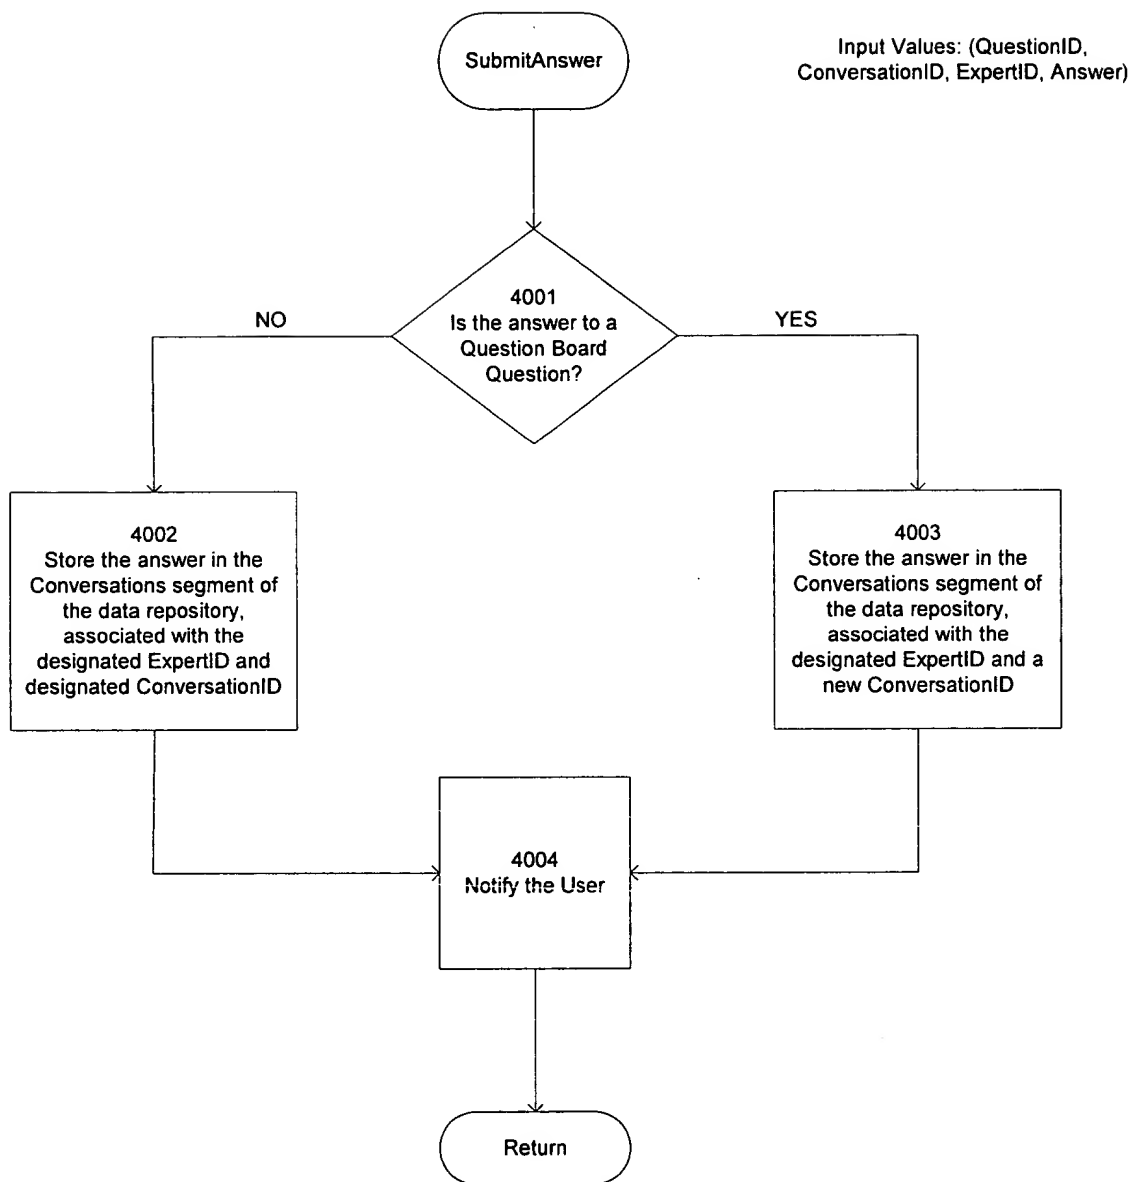 SubmitAnswer
Input Values: (QuestionID,
ConversationID, ExpertID, Answer)
4001
Is the answer to a
Question Board
Question?
NO
YES
4002
Store the answer in the
Conversations segment of
the data repository,
associated with the
designated ExpertID and
designated ConversationID
4003
Store the answer in the
Conversations segment of
the data repository,
associated with the
designated ExpertID and a
new ConversationID
4004
Notify the User
Return